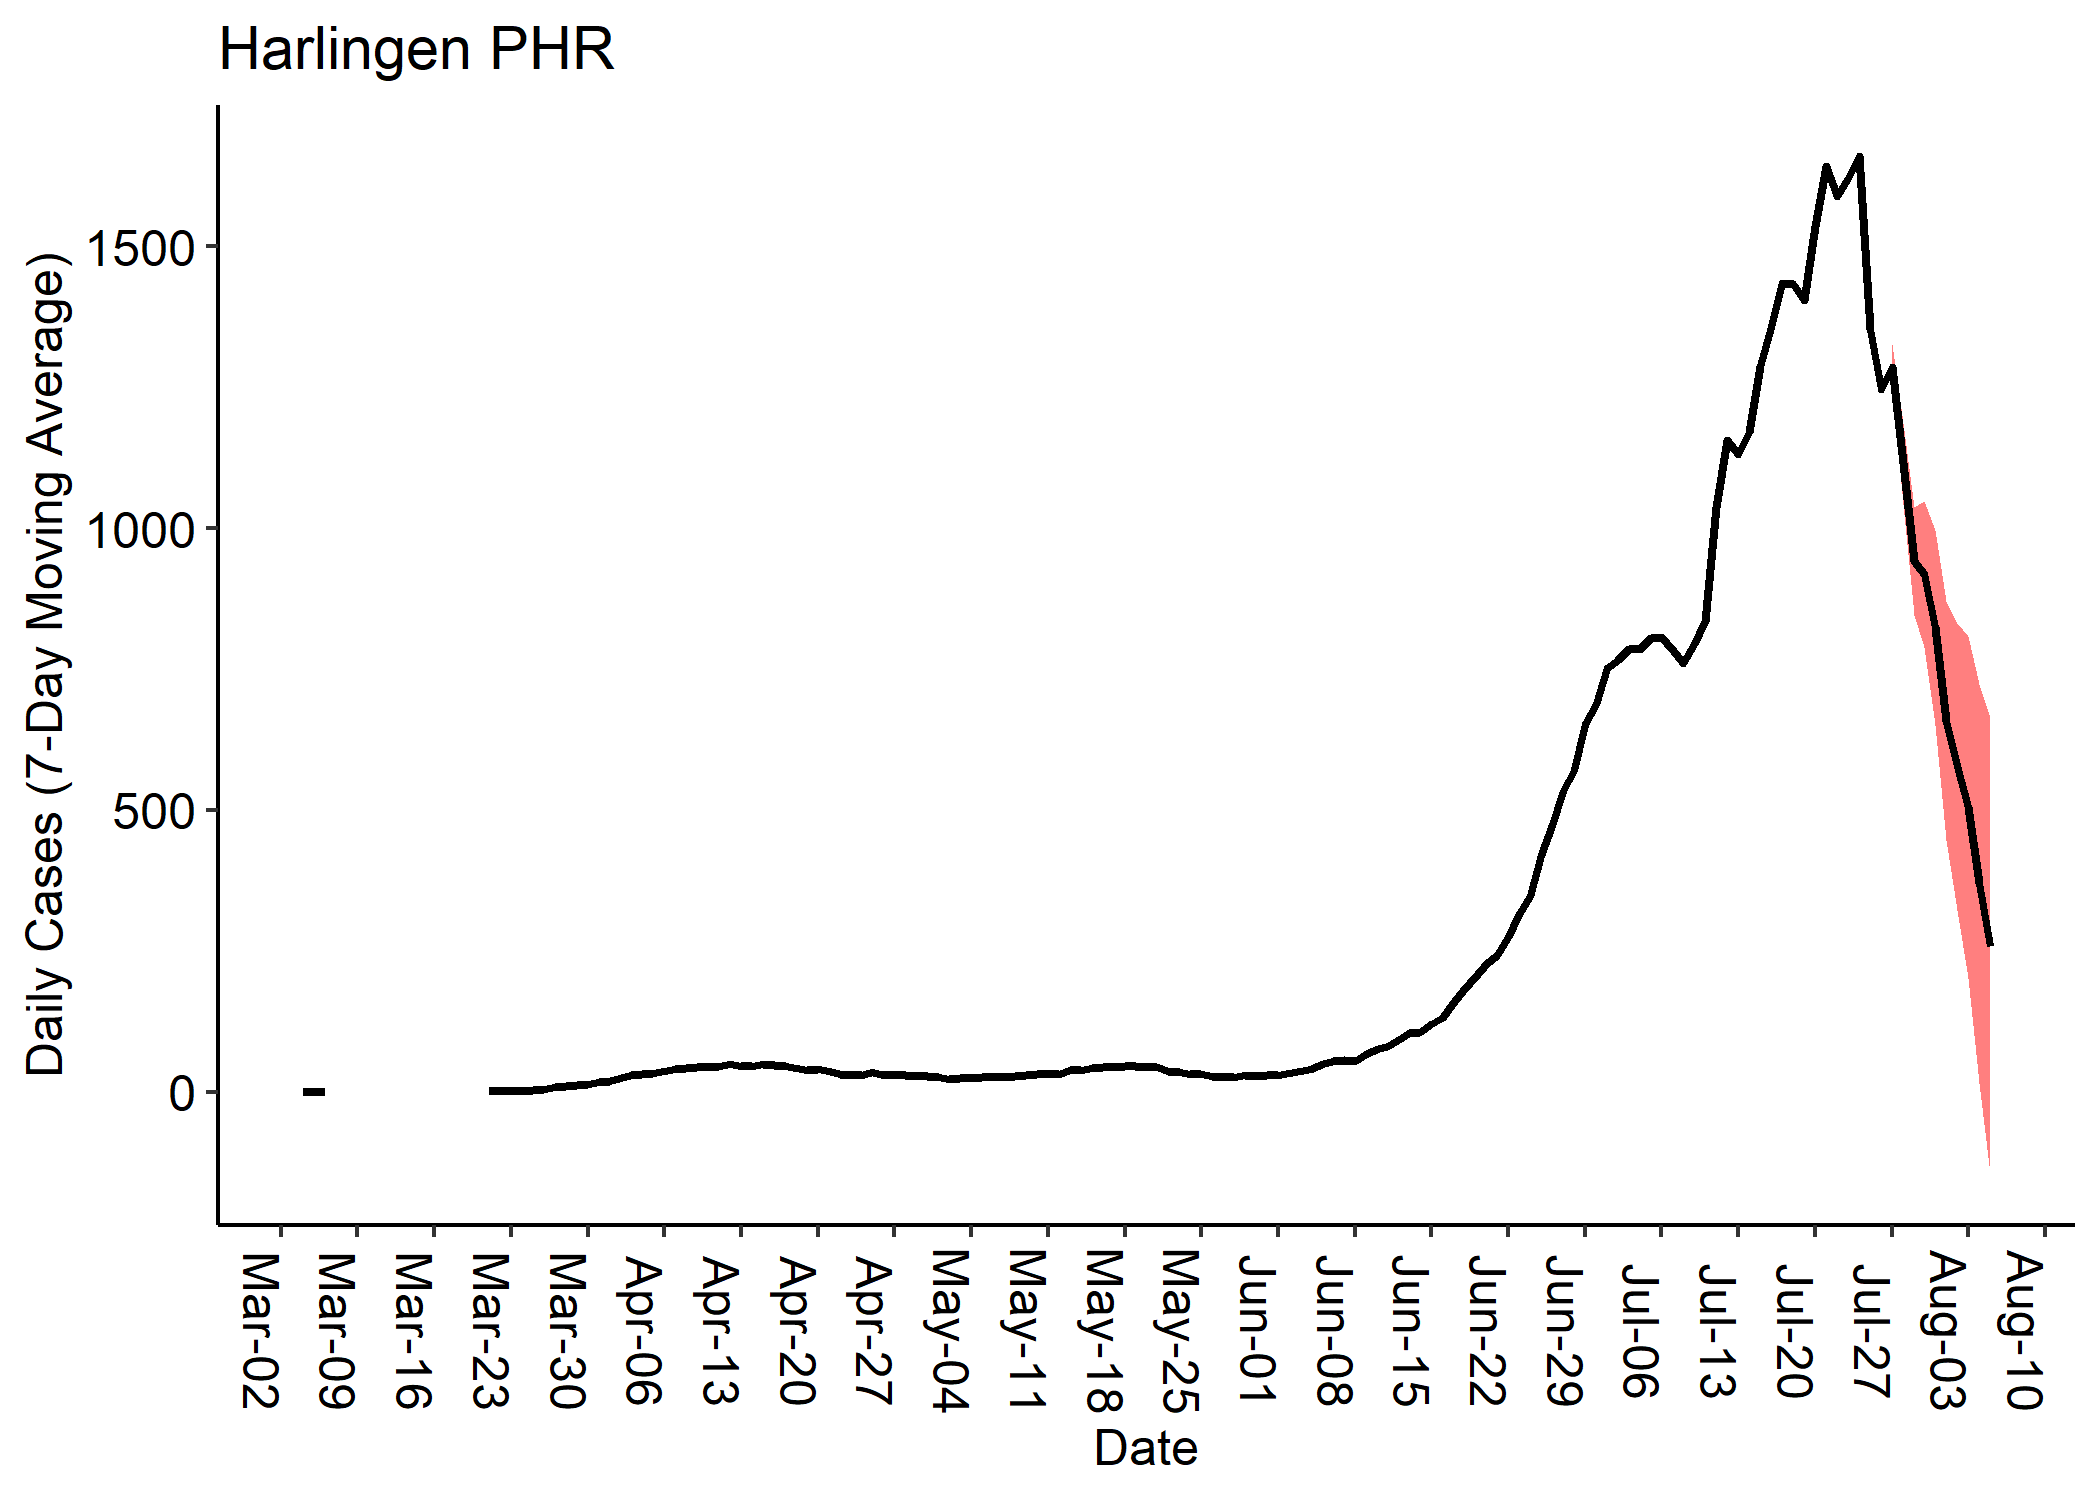 Harlingen PHR
Daily Cases (7-Day Moving Average)
1500
1000
500
0
Mar-02
Mar-09
Mar-16
Mar-23
Mar-30
Apr-06
Apr-13
Apr-20
Apr-27
May-04
May-11
May-18
May-25
Jun-01
Jun-08
Jun-15
Jun-22
Jun-29
Jul-06
Jul-13
Jul-20
Jul-27
Aug-03
Aug-10
Date